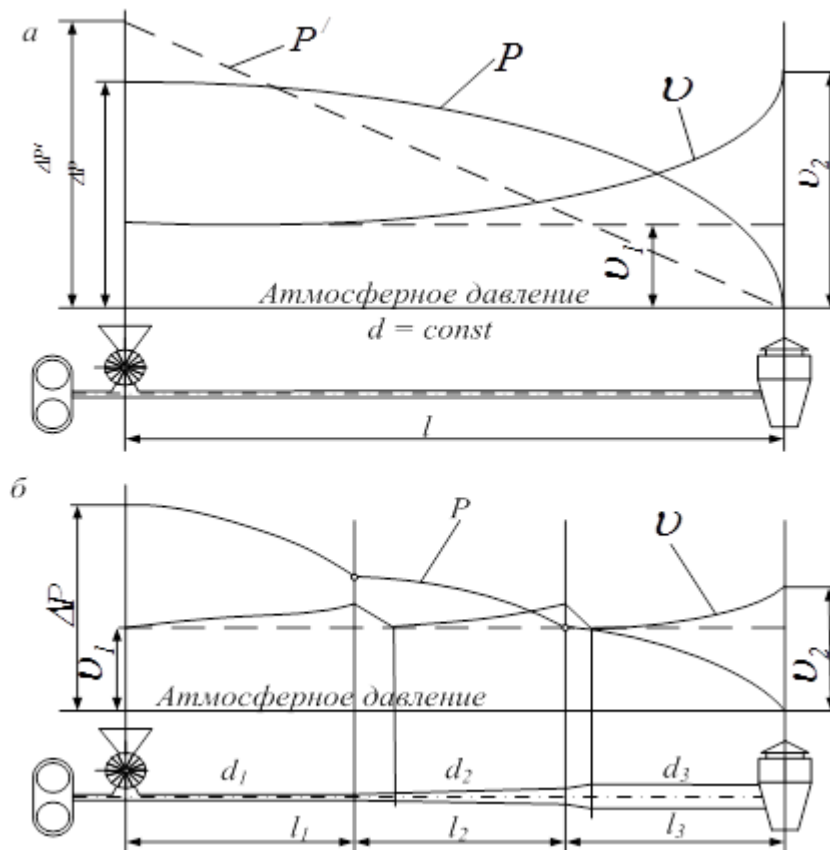 а
P′
P
υ
ΔP′
ΔP
υ₂
υ₁
Атмосферное давление
d = const
l
б
P
υ
ΔP
υ₁
υ₂
Атмосферное давление
d₁ d₂ d₃
l₁ l₂ l₃